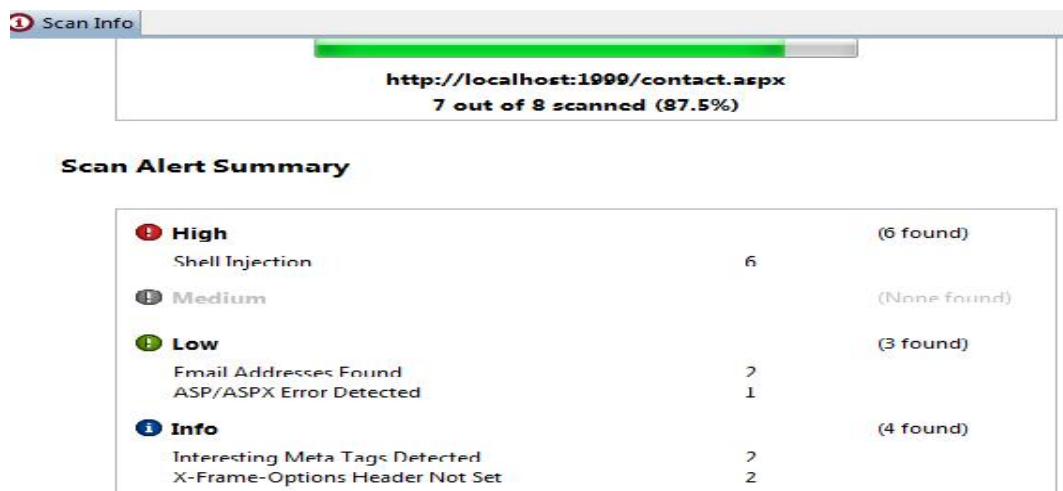 Scan Info
http://localhost:1999/contact.aspx
7 out of 8 scanned (87.5%)
Scan Alert Summary
High (6 found)
Shell Injection 6
Medium (None found)
Low (3 found)
Email Addresses Found 2
ASP/ASPX Error Detected 1
Info (4 found)
Interesting Meta Tags Detected 2
X-Frame-Options Header Not Set 2